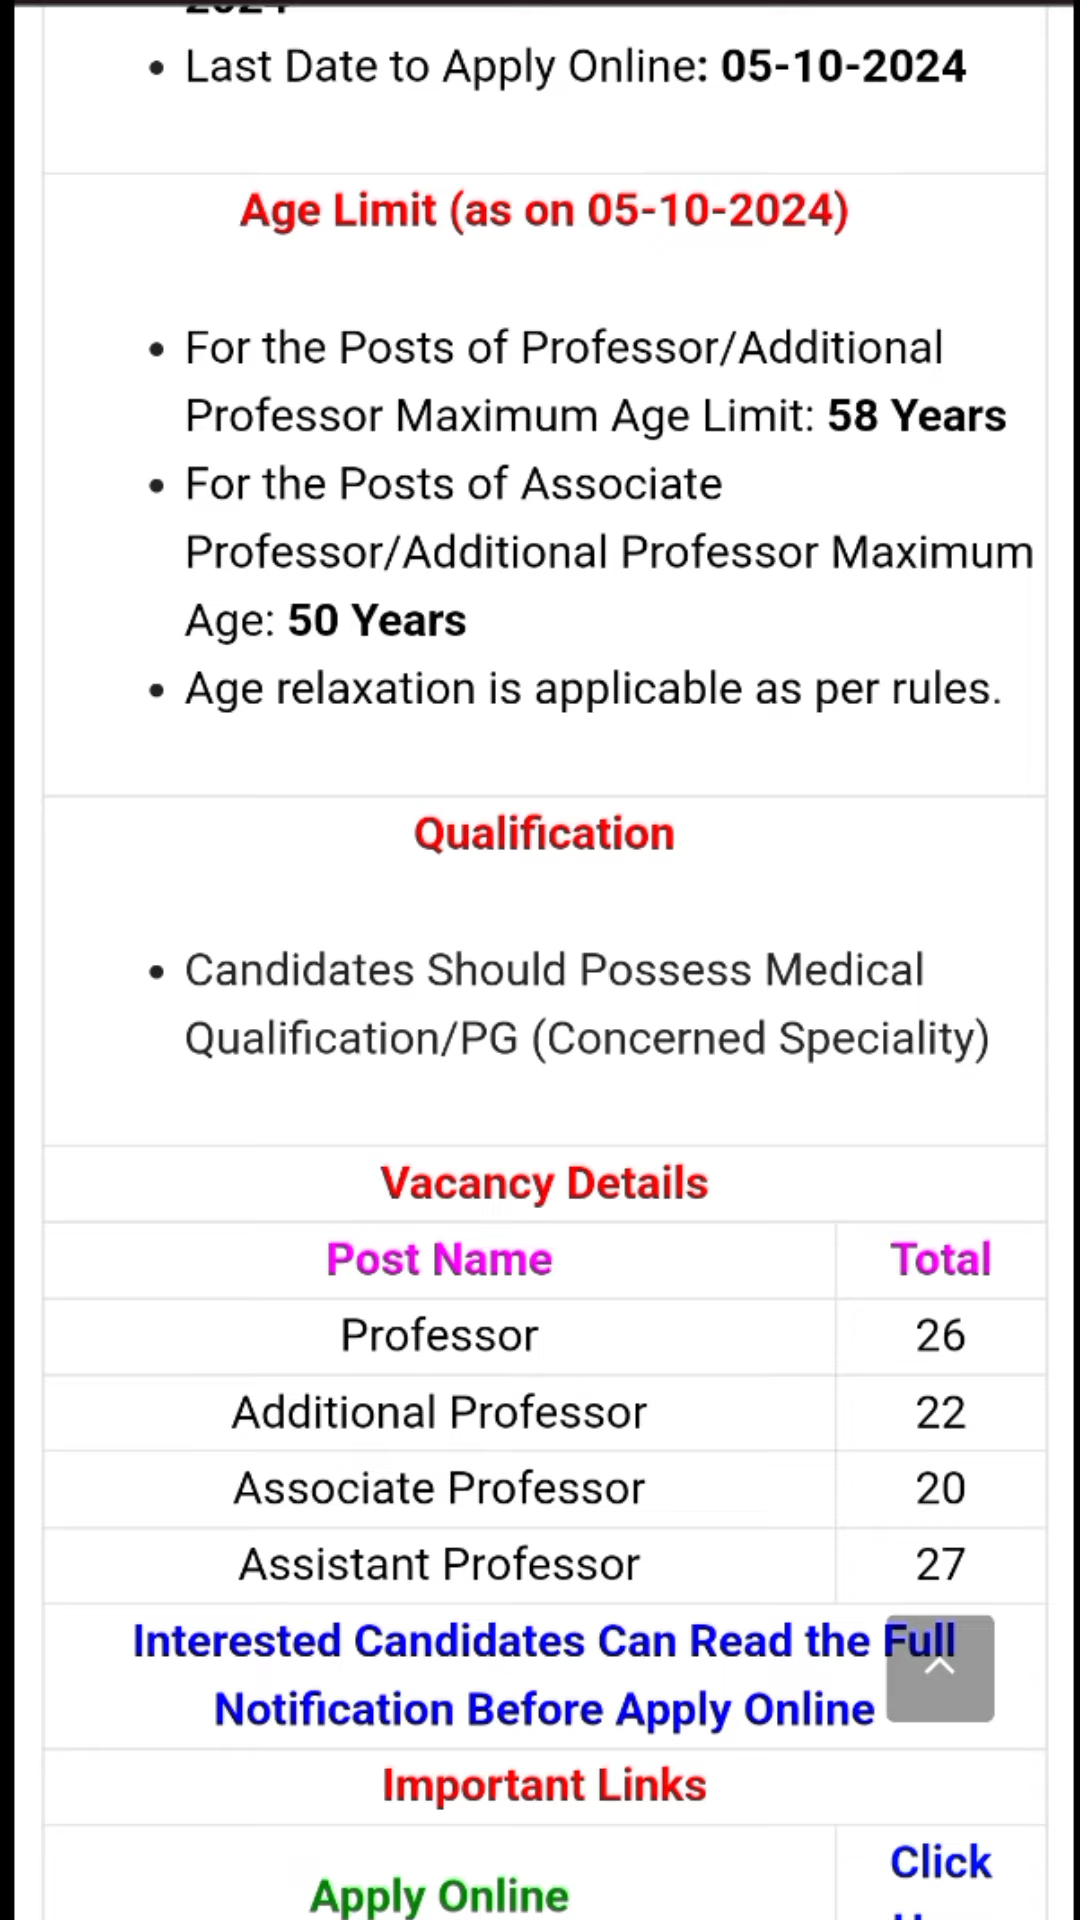 Last Date to Apply Online: 05-10-2024
Age Limit (as on 05-10-2024)
For the Posts of Professor/Additional
Professor Maximum Age Limit: 58 Years
For the Posts of Associate
Professor/Additional Professor Maximum
Age: 50 Years
Age relaxation is applicable as per rules.
Qualification
Candidates Should Possess Medical
Qualification/PG (Concerned Speciality)
Vacancy Details
Post Name Total
Professor 26
Additional Professor 22
Associate Professor 20
Assistant Professor 27
Interested Candidates Can Read the Full
Notification Before Apply Online
Important Links
Apply Online Click